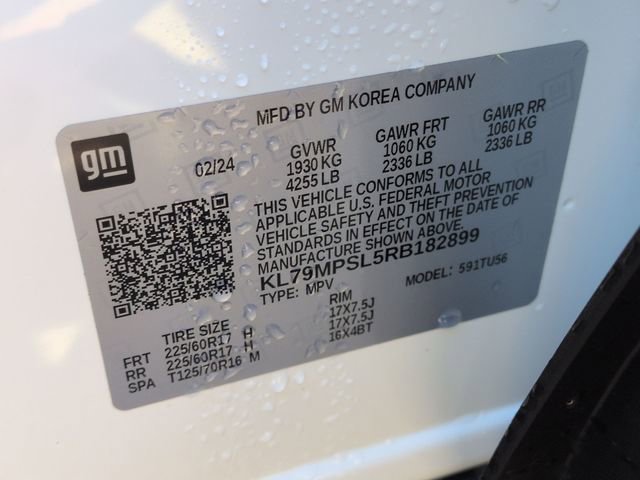 MFD BY GM KOREA COMPANY
gm
02/24
GVWR GAWR FRT GAWR RR
1930 KG 1060 KG 1060 KG
4255 LB 2336 LB 2336 LB
THIS VEHICLE CONFORMS TO ALL
APPLICABLE U.S. FEDERAL MOTOR
VEHICLE SAFETY AND THEFT PREVENTION
STANDARDS IN EFFECT ON THE DATE OF
MANUFACTURE SHOWN ABOVE.
KL79MPSL5RB182899
TYPE: MPV MODEL: 591TU56
TIRE SIZE RIM
FRT 225/60R17 H 17X7.5J
RR 225/60R17 H 17X7.5J
SPA T125/70R16 M 16X4BT